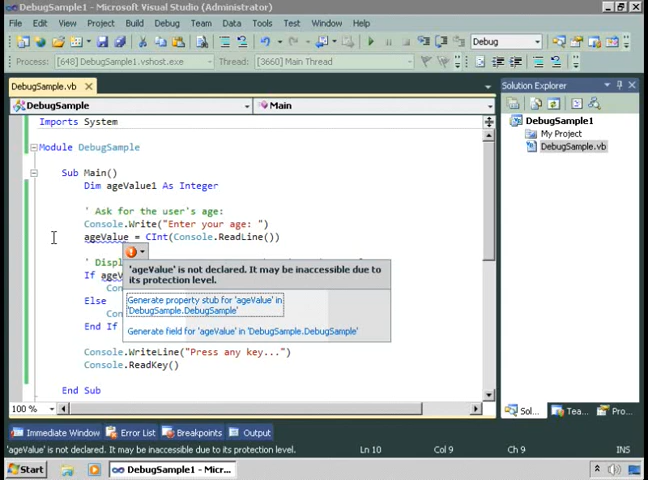 DebugSample1 - Microsoft Visual Studio (Administrator)
File Edit View Project Build Debug Team Data Tools Test Window Help
Debug
Process: [648] DebugSample1.vshost.exe Thread: [3660] Main Thread
DebugSample.vb
Solution Explorer
DebugSample
Main
DebugSample1
My Project
DebugSample.vb
Imports System
Module DebugSample
Sub Main()
Dim ageValue1 As Integer
' Ask for the user's age:
Console.Write("Enter your age: ")
ageValue = CInt(Console.ReadLine())
' Displ
If ageV
Con
Else
Con
End If
'ageValue' is not declared. It may be inaccessible due to
its protection level.
Generate property stub for 'ageValue' in
'DebugSample.DebugSample'
Generate field for 'ageValue' in 'DebugSample.DebugSample'
Console.WriteLine("Press any key...")
Console.ReadKey()
End Sub
100 %
Sol... Tea... Pro...
Immediate Window Error List Breakpoints Output
'ageValue' is not declared. It may be inaccessible due to its protection level. Ln 10 Col 9 Ch 9 INS
Start DebugSample1 - Micr...